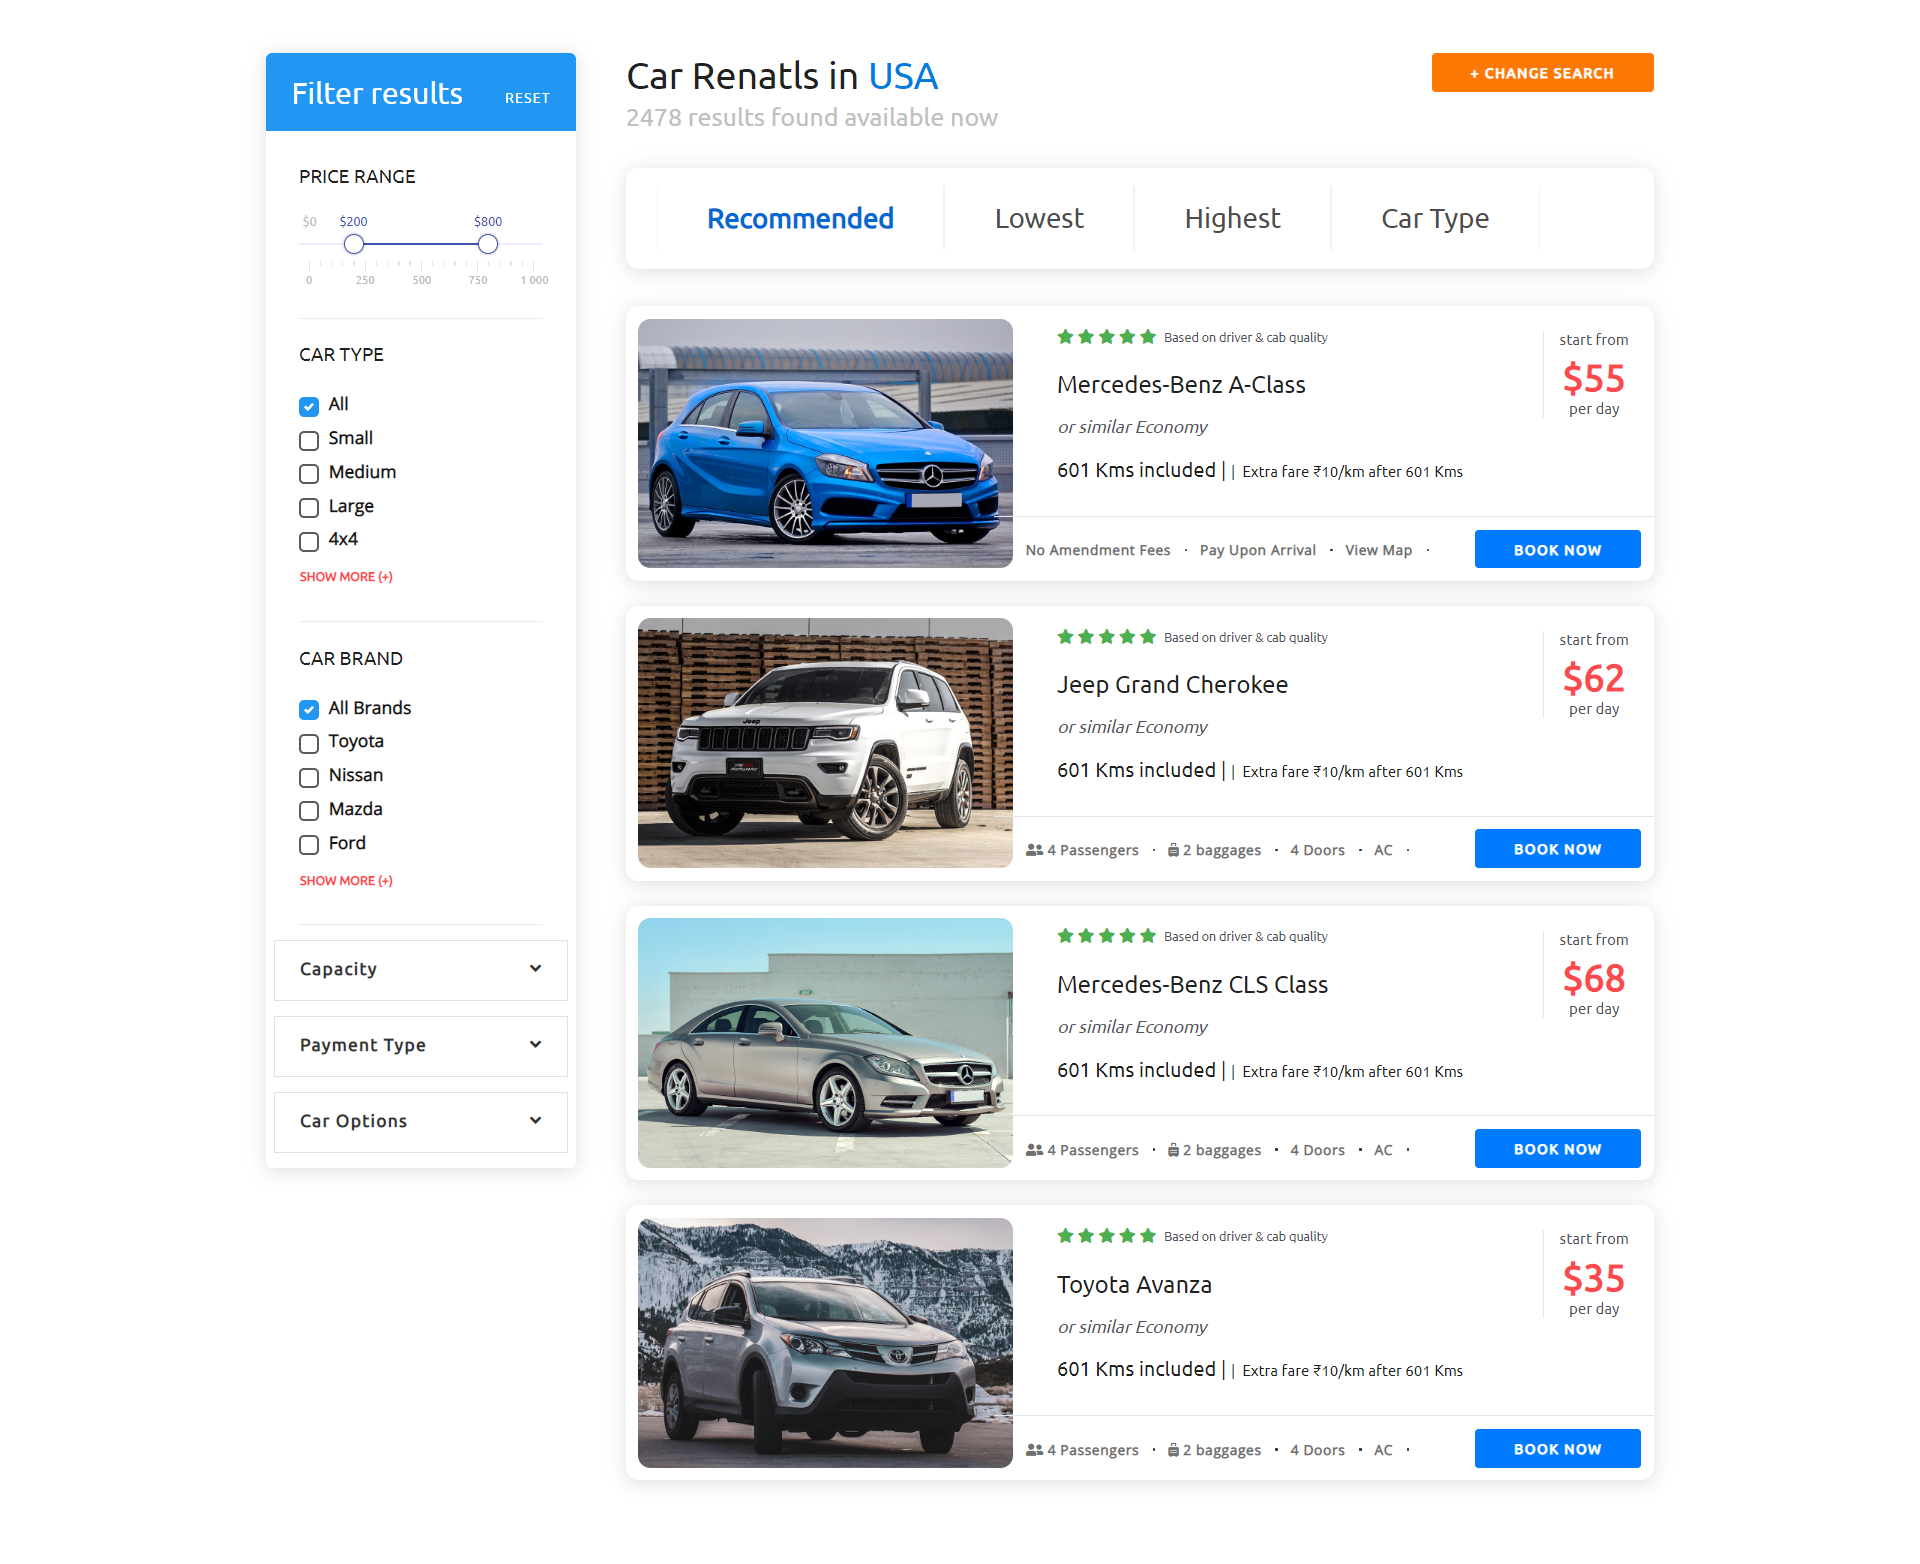 Filter results RESET
PRICE RANGE
$0 $200 $800
0 250 500 750 1 000
CAR TYPE
All
Small
Medium
Large
4x4
SHOW MORE (+)
CAR BRAND
All Brands
Toyota
Nissan
Mazda
Ford
SHOW MORE (+)
Capacity
Payment Type
Car Options
Car Renatls in USA
2478 results found available now
+ CHANGE SEARCH
Recommended Lowest Highest Car Type
Based on driver & cab quality
Mercedes-Benz A-Class
or similar Economy
601 Kms included | | Extra fare ₹10/km after 601 Kms
start from
$55
per day
No Amendment Fees · Pay Upon Arrival · View Map ·
BOOK NOW
Jeep
Based on driver & cab quality
Jeep Grand Cherokee
or similar Economy
601 Kms included | | Extra fare ₹10/km after 601 Kms
start from
$62
per day
4 Passengers · 2 baggages · 4 Doors · AC ·
BOOK NOW
Based on driver & cab quality
Mercedes-Benz CLS Class
or similar Economy
601 Kms included | | Extra fare ₹10/km after 601 Kms
start from
$68
per day
4 Passengers · 2 baggages · 4 Doors · AC ·
BOOK NOW
Based on driver & cab quality
Toyota Avanza
or similar Economy
601 Kms included | | Extra fare ₹10/km after 601 Kms
start from
$35
per day
4 Passengers · 2 baggages · 4 Doors · AC ·
BOOK NOW